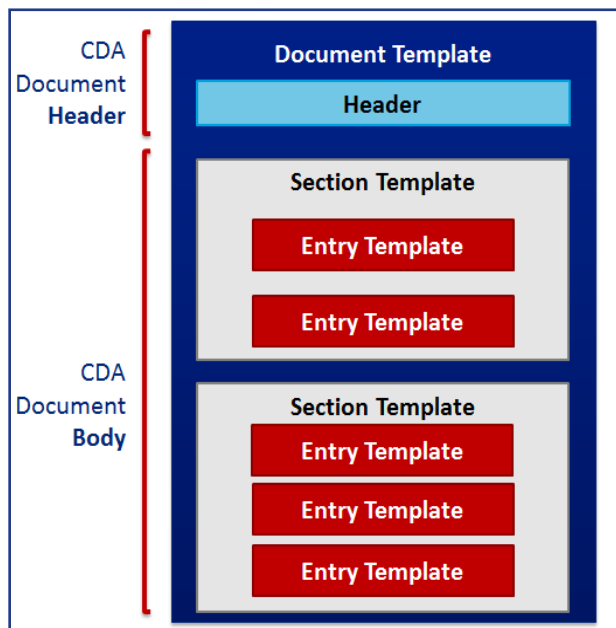 CDA
Document
Header
Document Template
Header
CDA
Document
Body
Section Template
Entry Template
Entry Template
Section Template
Entry Template
Entry Template
Entry Template